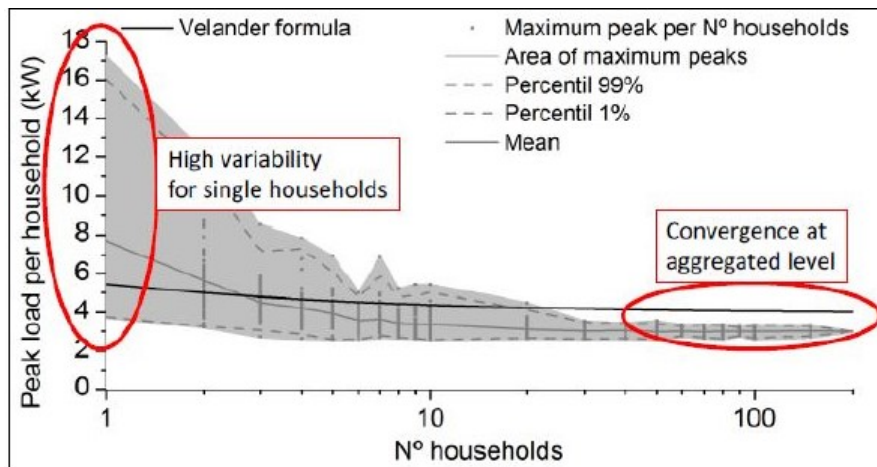 Velander formula
Maximum peak per Nº households
Area of maximum peaks
Percentil 99%
Percentil 1%
Mean
High variability
for single households
Convergence at
aggregated level
Peak load per household (kW)
18
16
14
12
10
8
6
4
2
0
1
10
100
Nº households